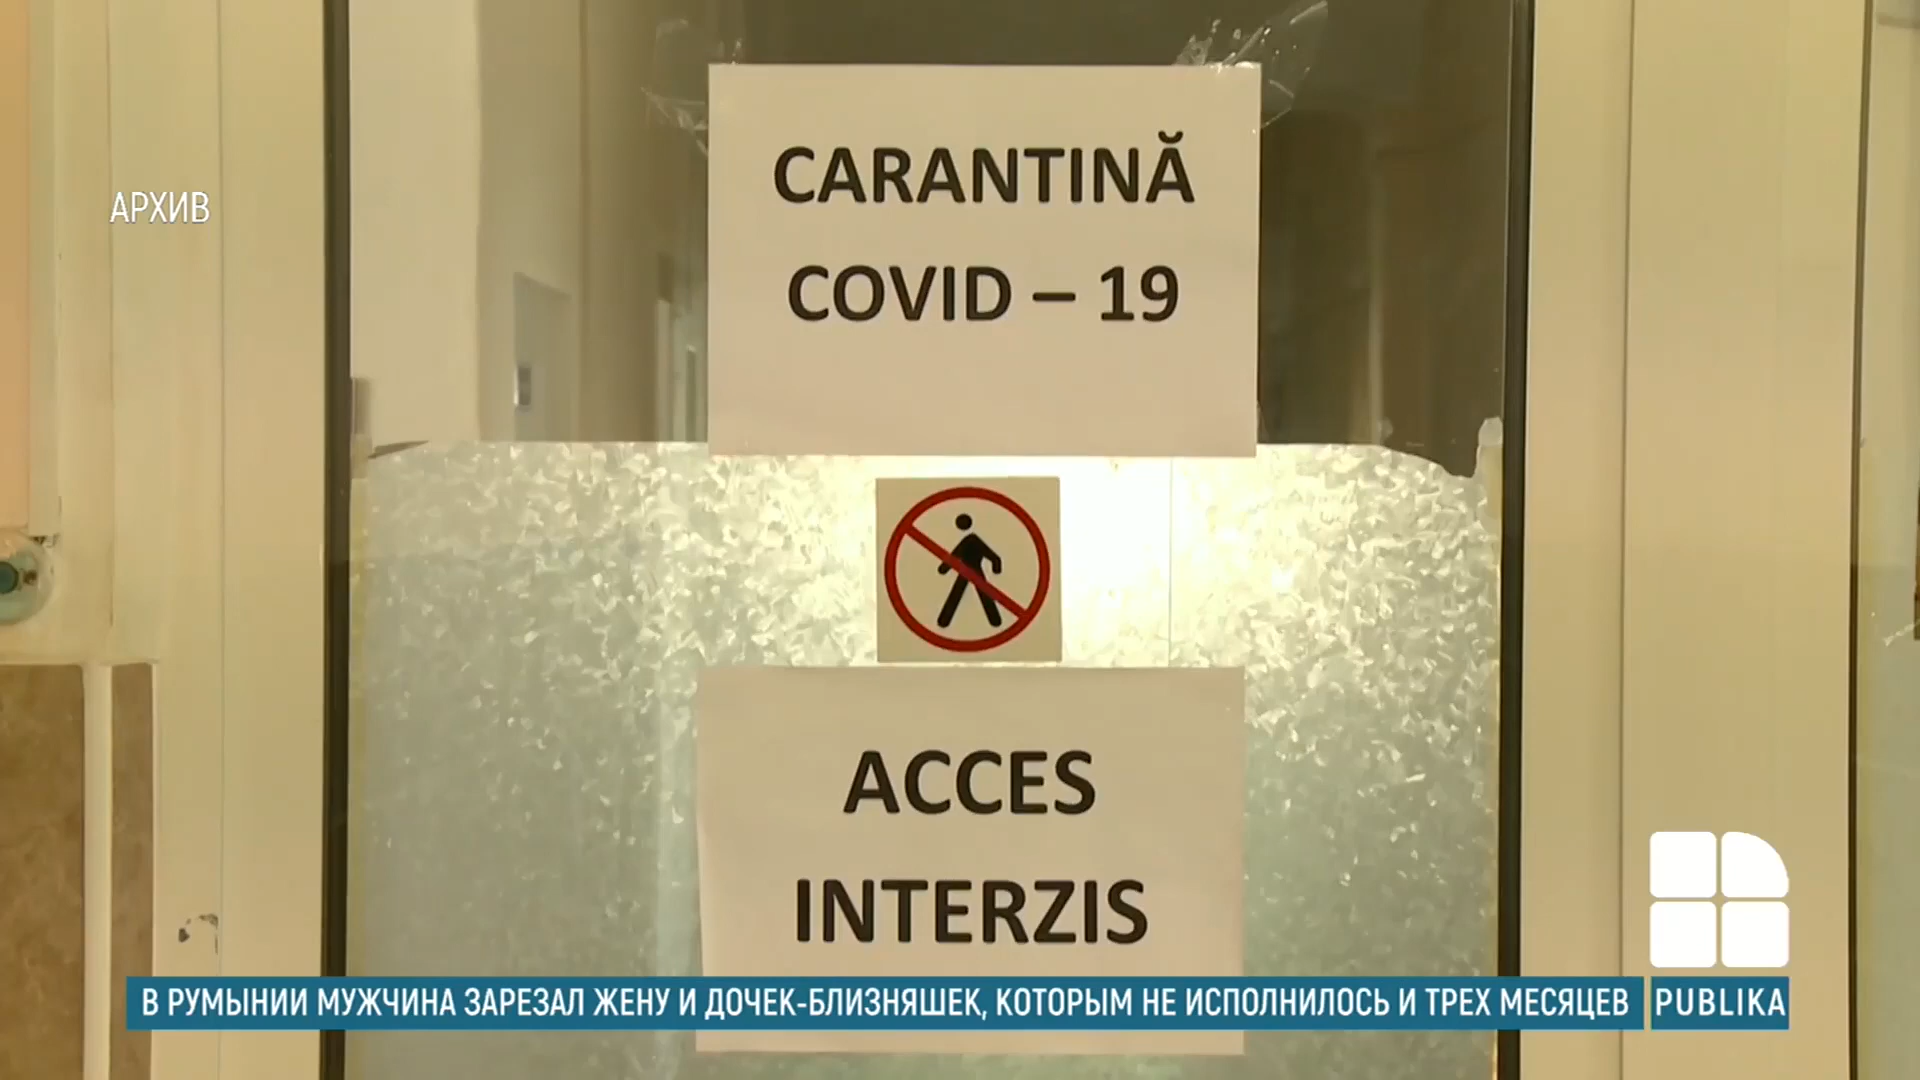 АРХИВ
CARANTINĂ
COVID – 19
ACCES
INTERZIS
В РУМЫНИИ МУЖЧИНА ЗАРЕЗАЛ ЖЕНУ И ДОЧЕК-БЛИЗНЯШЕК, КОТОРЫМ НЕ ИСПОЛНИЛОСЬ И ТРЕХ МЕСЯЦЕВ
PUBLIKA